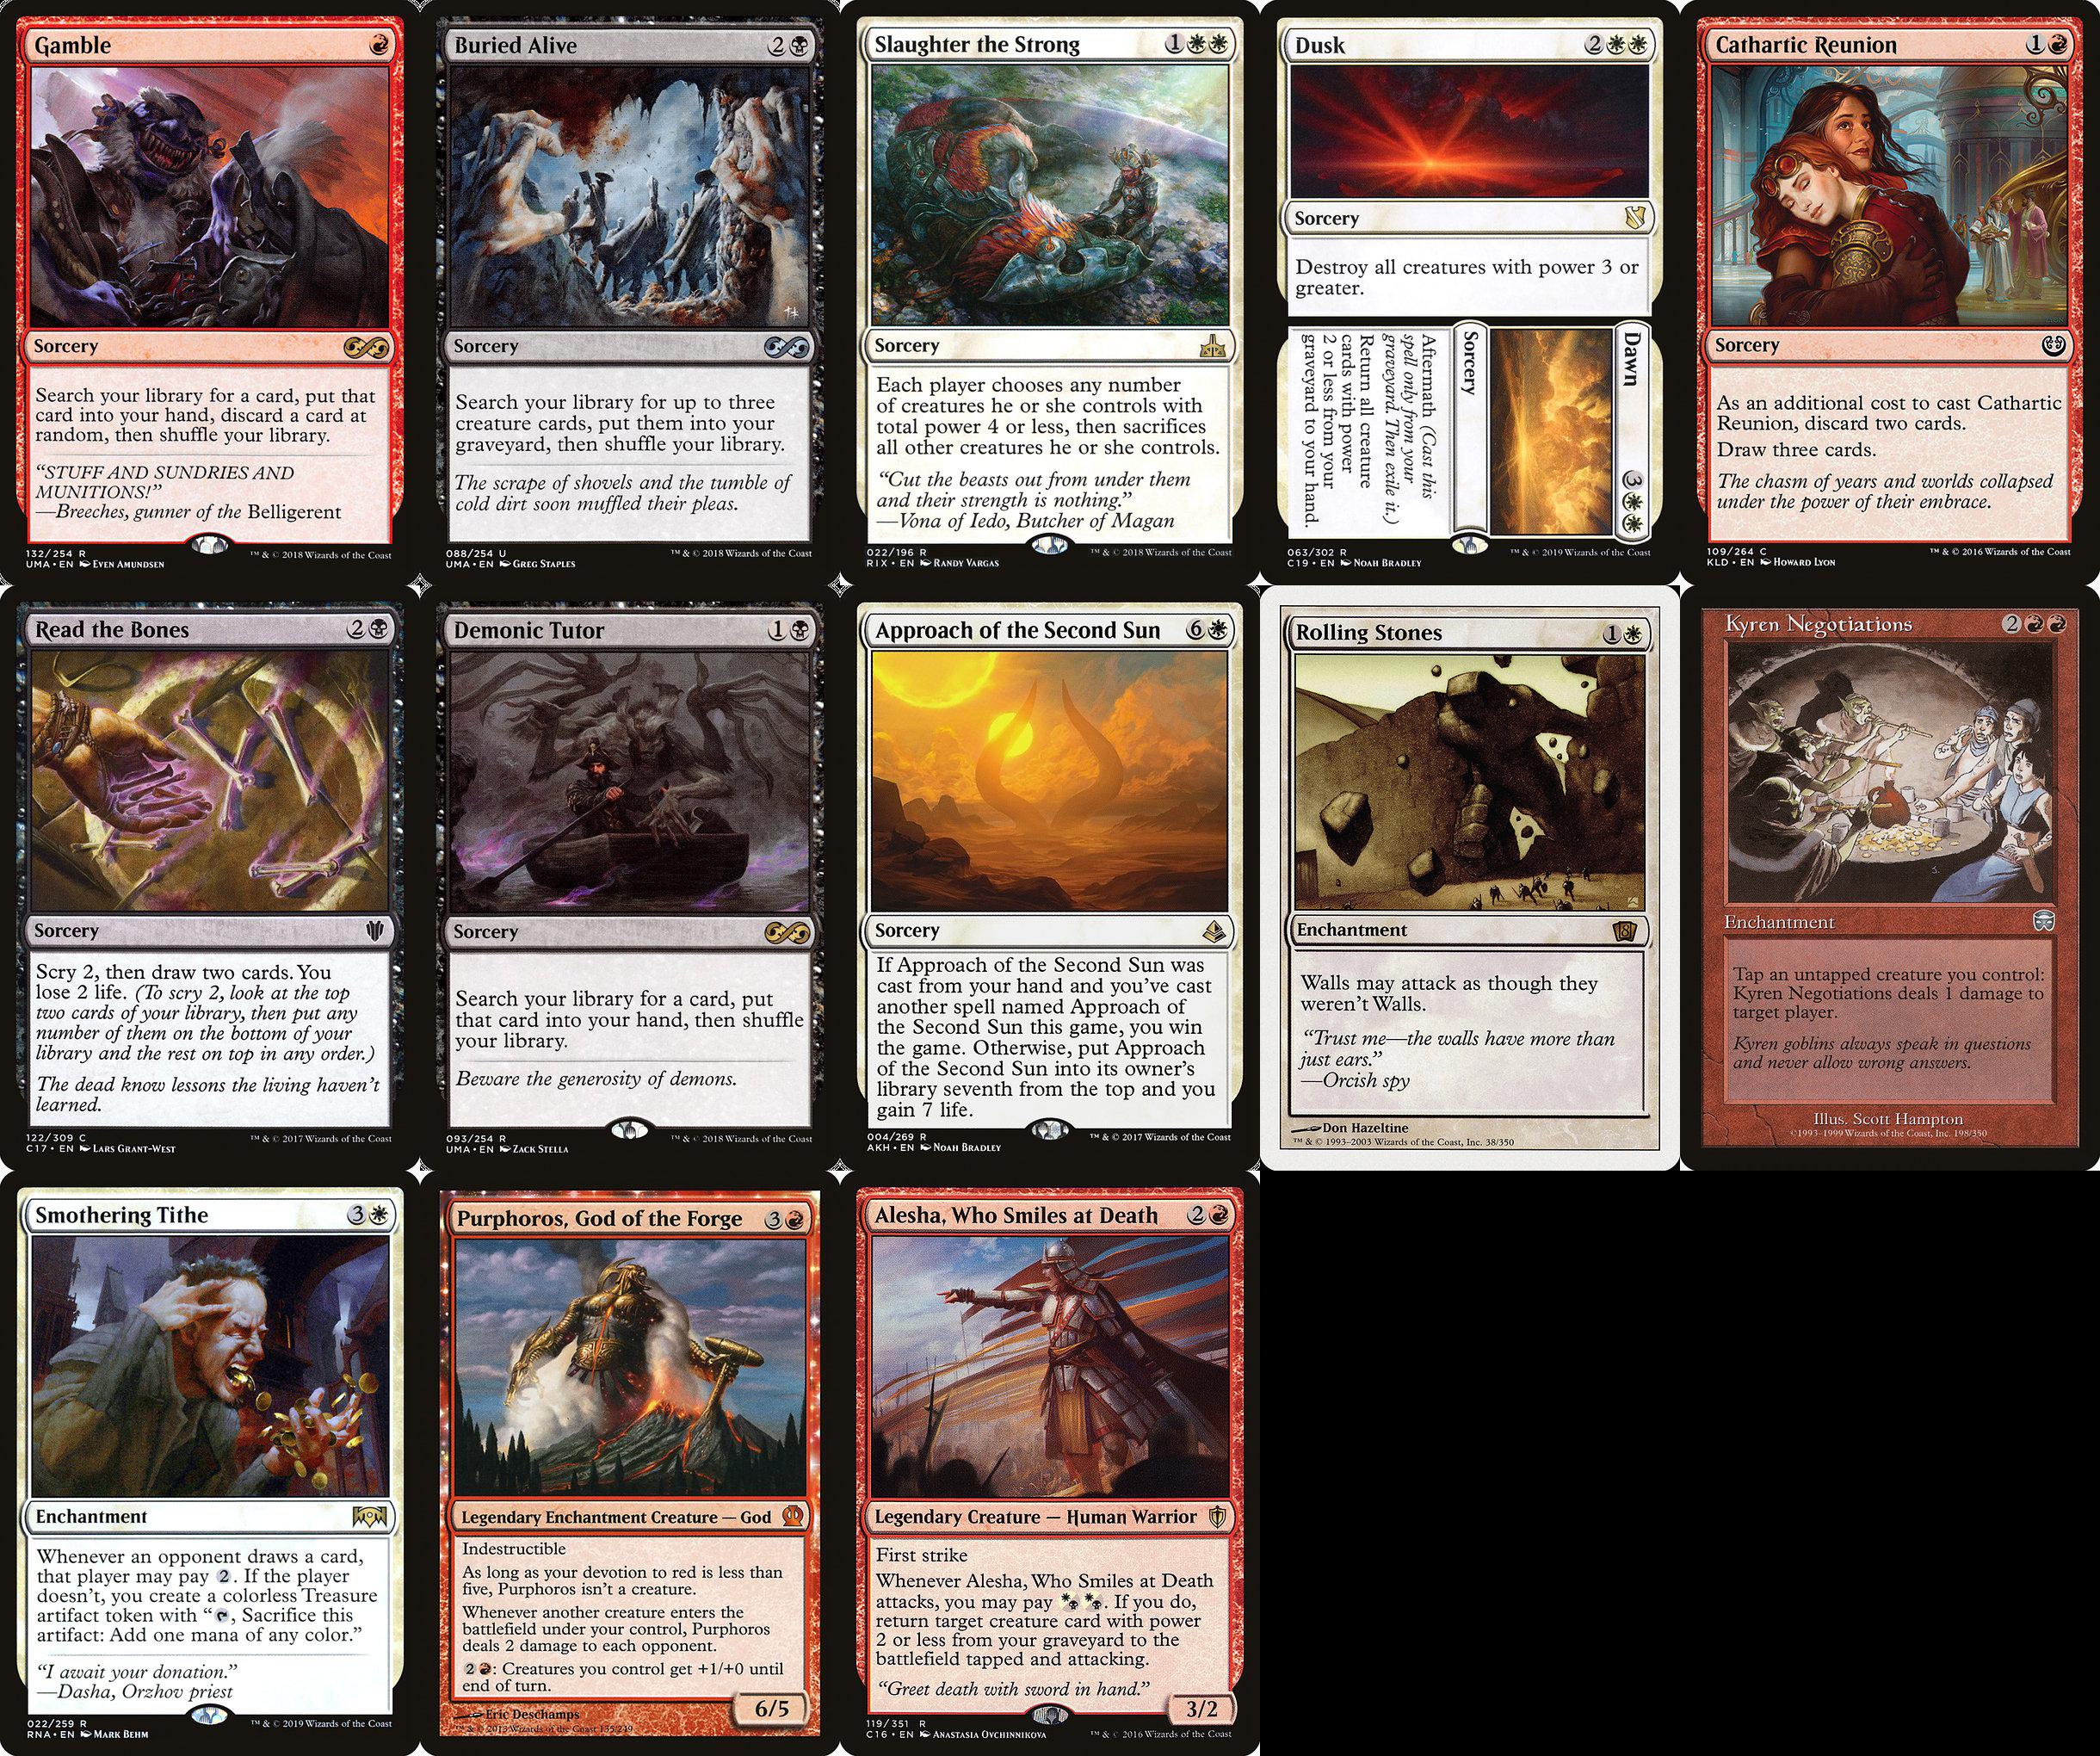 Gamble
Sorcery
Search your library for a card, put that
card into your hand, discard a card at
random, then shuffle your library.
“STUFF AND SUNDRIES AND
MUNITIONS!”
—Breeches, gunner of the Belligerent
132/254 R
UMA • EN Even Amundsen
™ & © 2018 Wizards of the Coast
Buried Alive 2
Sorcery
Search your library for up to three
creature cards, put them into your
graveyard, then shuffle your library.
The scrape of shovels and the tumble of
cold dirt soon muffled their pleas.
088/254 U
UMA • EN Greg Staples
™ & © 2018 Wizards of the Coast
Slaughter the Strong 1
Sorcery
Each player chooses any number
of creatures he or she controls with
total power 4 or less, then sacrifices
all other creatures he or she controls.
“Cut the beasts out from under them
and their strength is nothing.”
—Vona of Iedo, Butcher of Magan
022/196 R
RIX • EN Randy Vargas
™ & © 2018 Wizards of the Coast
Dusk 2
Sorcery
Destroy all creatures with power 3 or
greater.
Dawn 3
Sorcery
Aftermath (Cast this
spell only from your
graveyard. Then exile it.)
Return all creature
cards with power
2 or less from your
graveyard to your hand.
063/302 R
C19 • EN Noah Bradley
™ & © 2019 Wizards of the Coast
Cathartic Reunion 1
Sorcery
As an additional cost to cast Cathartic
Reunion, discard two cards.
Draw three cards.
The chasm of years and worlds collapsed
under the power of their embrace.
109/264 C
KLD • EN Howard Lyon
™ & © 2016 Wizards of the Coast
Read the Bones 2
Sorcery
Scry 2, then draw two cards. You
lose 2 life. (To scry 2, look at the top
two cards of your library, then put any
number of them on the bottom of your
library and the rest on top in any order.)
The dead know lessons the living haven’t
learned.
122/309 C
C17 • EN Lars Grant-West
™ & © 2017 Wizards of the Coast
Demonic Tutor 1
Sorcery
Search your library for a card, put
that card into your hand, then shuffle
your library.
Beware the generosity of demons.
093/254 R
UMA • EN Zack Stella
™ & © 2018 Wizards of the Coast
Approach of the Second Sun 6
Sorcery
If Approach of the Second Sun was
cast from your hand and you’ve cast
another spell named Approach of
the Second Sun this game, you win
the game. Otherwise, put Approach
of the Second Sun into its owner’s
library seventh from the top and you
gain 7 life.
004/269 R
AKH • EN Noah Bradley
™ & © 2017 Wizards of the Coast
Rolling Stones 1
Enchantment 8
Walls may attack as though they
weren’t Walls.
“Trust me—the walls have more than
just ears.”
—Orcish spy
Don Hazeltine
™ & © 1993–2003 Wizards of the Coast, Inc. 38/350
Kyren Negotiations 2
Enchantment
Tap an untapped creature you control:
Kyren Negotiations deals 1 damage to
target player.
Kyren goblins always speak in questions
and never allow wrong answers.
Illus. Scott Hampton
©1993-1999 Wizards of the Coast, Inc. 198/350
Smothering Tithe 3
Enchantment
Whenever an opponent draws a card,
that player may pay 2. If the player
doesn’t, you create a colorless Treasure
artifact token with “, Sacrifice this
artifact: Add one mana of any color.”
“I await your donation.”
—Dasha, Orzhov priest
022/259 R
RNA • EN Mark Behm
™ & © 2019 Wizards of the Coast
Purphoros, God of the Forge 3
Legendary Enchantment Creature — God
Indestructible
As long as your devotion to red is less than
five, Purphoros isn’t a creature.
Whenever another creature enters the
battlefield under your control, Purphoros
deals 2 damage to each opponent.
2: Creatures you control get +1/+0 until
end of turn.
6/5
Eric Deschamps
™ & © 2013 Wizards of the Coast 135/249
Alesha, Who Smiles at Death 2
Legendary Creature — Human Warrior
First strike
Whenever Alesha, Who Smiles at Death
attacks, you may pay . If you do,
return target creature card with power
2 or less from your graveyard to the
battlefield tapped and attacking.
“Greet death with sword in hand.”
3/2
119/351 R
C16 • EN Anastasia Ovchinnikova
™ & © 2016 Wizards of the Coast